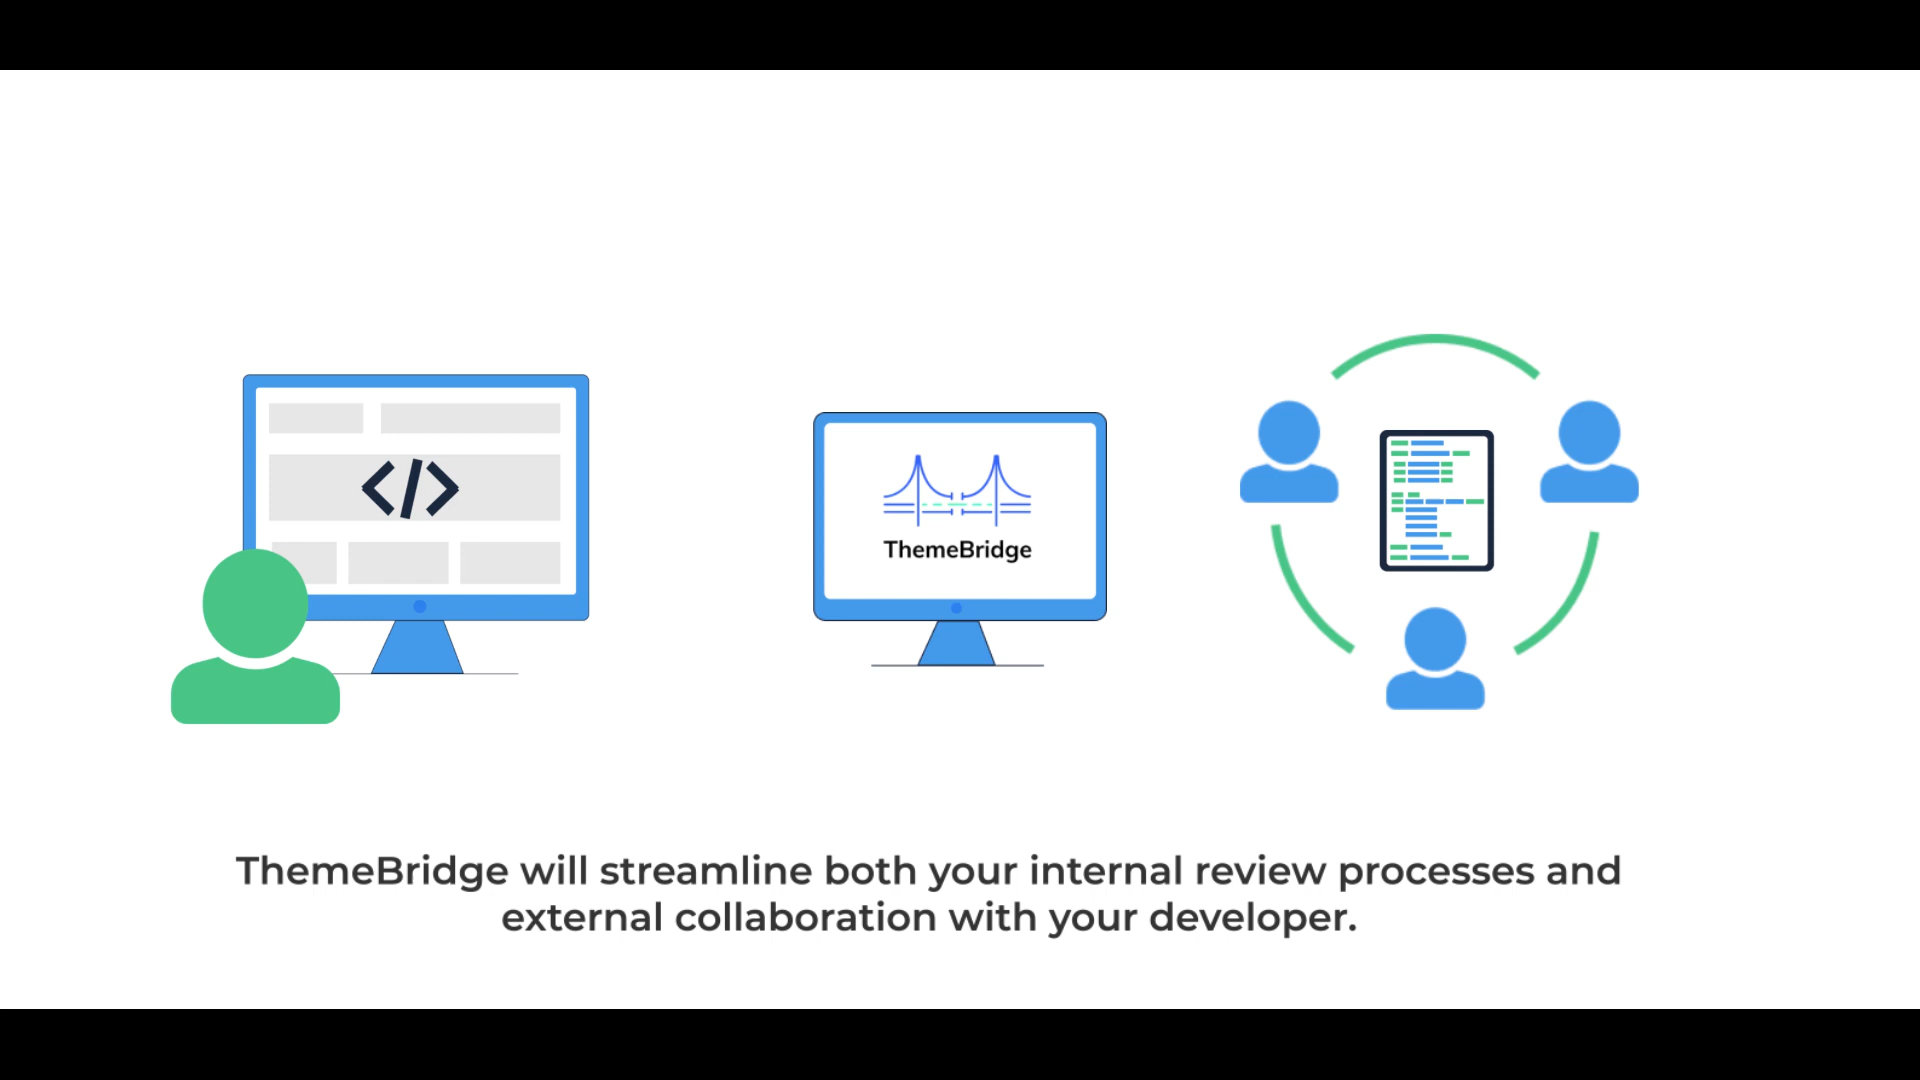 </>
ThemeBridge
ThemeBridge will streamline both your internal review processes and
external collaboration with your developer.